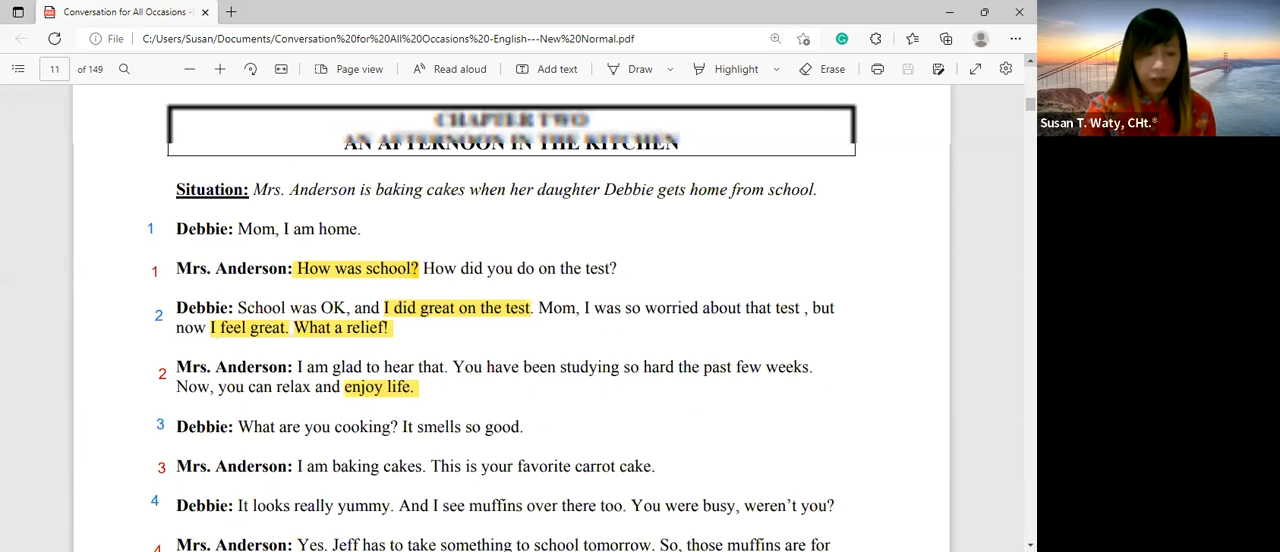 Conversation for All Occasions -
File C:/Users/Susan/Documents/Conversation%20for%20All%20Occasions%20-English---New%20Normal.pdf
11 of 149 Page view Read aloud Add text Draw Highlight Erase
Susan T. Waty, CHt.®
CHAPTER TWO
AN AFTERNOON IN THE KITCHEN
Situation: Mrs. Anderson is baking cakes when her daughter Debbie gets home from school.
1 Debbie: Mom, I am home.
1 Mrs. Anderson: How was school? How did you do on the test?
2 Debbie: School was OK, and I did great on the test. Mom, I was so worried about that test , but
now I feel great. What a relief!
2 Mrs. Anderson: I am glad to hear that. You have been studying so hard the past few weeks.
Now, you can relax and enjoy life.
3 Debbie: What are you cooking? It smells so good.
3 Mrs. Anderson: I am baking cakes. This is your favorite carrot cake.
4 Debbie: It looks really yummy. And I see muffins over there too. You were busy, weren't you?
4 Mrs. Anderson: Yes. Jeff has to take something to school tomorrow. So, those muffins are for